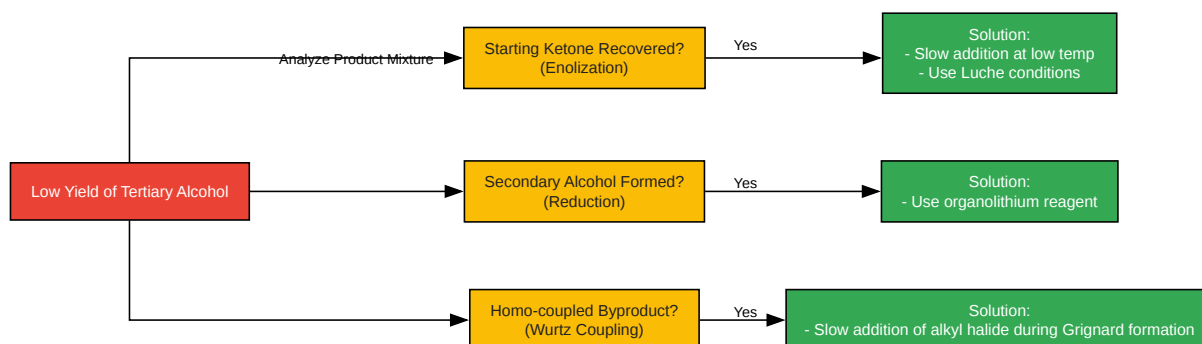 Analyze Product Mixture
Starting Ketone Recovered?
(Enolization)
Yes
Solution:
- Slow addition at low temp
- Use Luche conditions
Low Yield of Tertiary Alcohol
Secondary Alcohol Formed?
(Reduction)
Yes
Solution:
- Use organolithium reagent
Homo-coupled Byproduct?
(Wurtz Coupling)
Yes
Solution:
- Slow addition of alkyl halide during Grignard formation